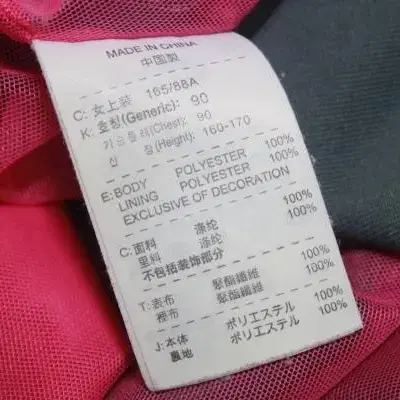 MADE IN CHINA
中国製
C: 女上装 165/88A
K: 호칭(Generic): 90
가슴둘레(Chest): 90
신 장(Height): 160-170
E: BODY POLYESTER 100%
LINING POLYESTER 100%
EXCLUSIVE OF DECORATION
C: 面料 涤纶 100%
里料 涤纶 100%
不包括装饰部分
T: 表布 聚酯纖維 100%
裡布 聚酯纖維 100%
J: 本体 ポリエステル 100%
裏地 ポリエステル 100%